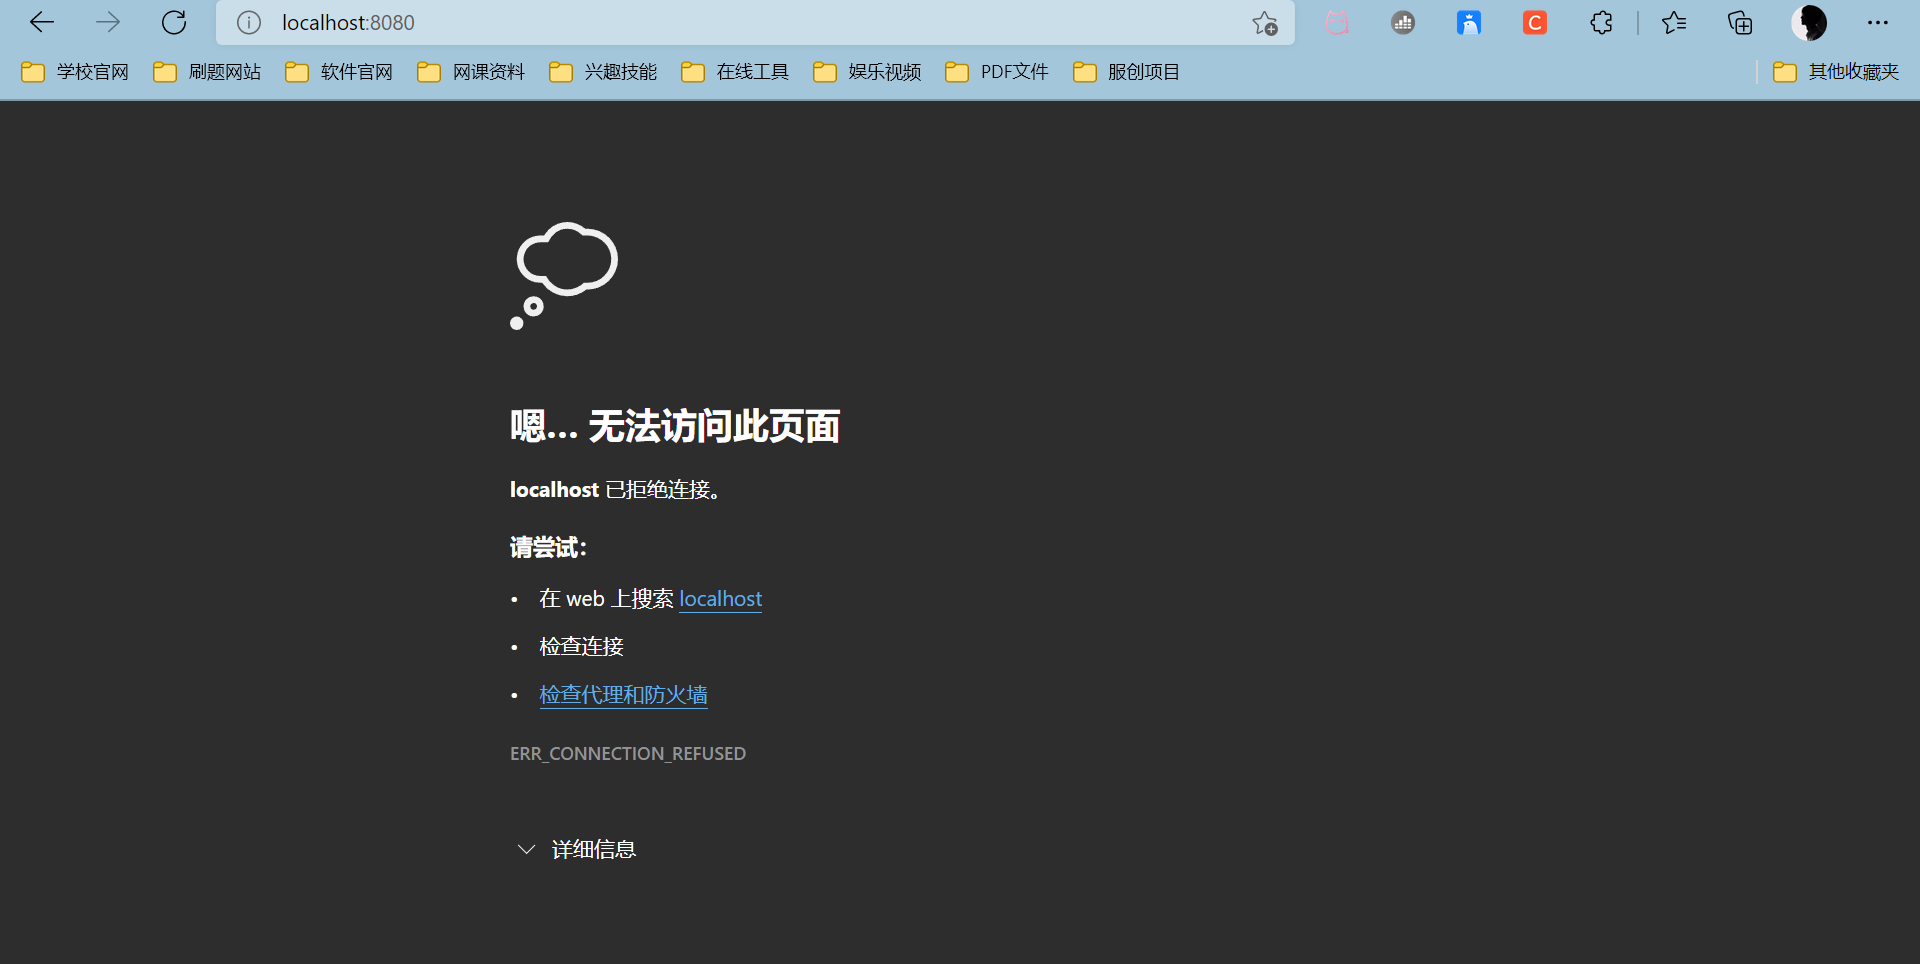 localhost:8080
学校官网 刷题网站 软件官网 网课资料 兴趣技能 在线工具 娱乐视频 PDF文件 服创项目 其他收藏夹
嗯… 无法访问此页面
localhost 已拒绝连接。
请尝试：
• 在 web 上搜索 localhost
• 检查连接
• 检查代理和防火墙
ERR_CONNECTION_REFUSED
详细信息